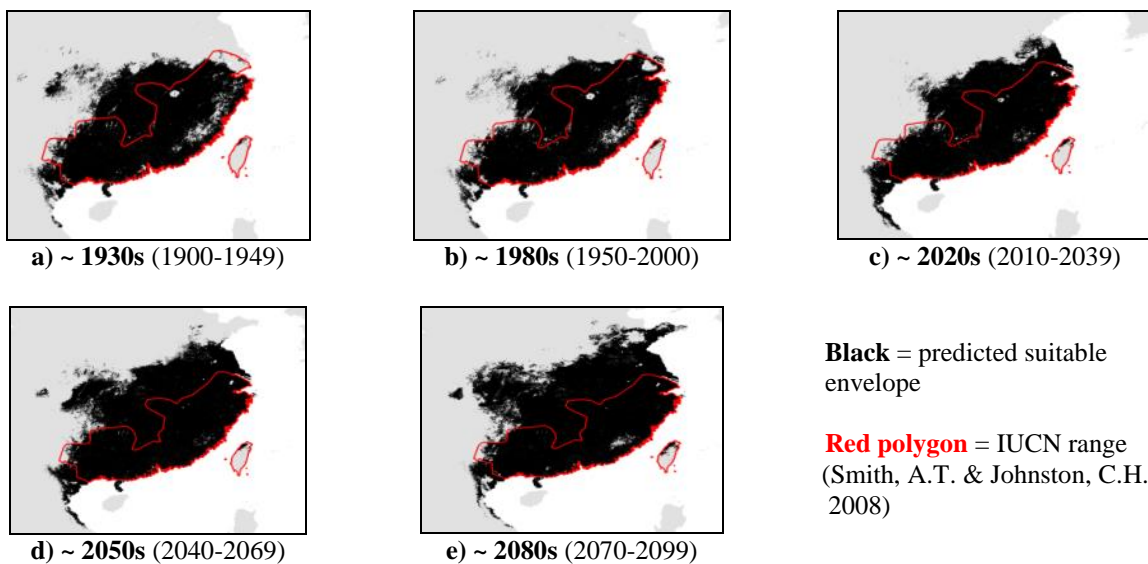 a) ~ 1930s (1900-1949)
b) ~ 1980s (1950-2000)
c) ~ 2020s (2010-2039)
d) ~ 2050s (2040-2069)
e) ~ 2080s (2070-2099)
Black = predicted suitable
envelope
Red polygon = IUCN range
(Smith, A.T. & Johnston, C.H.
2008)